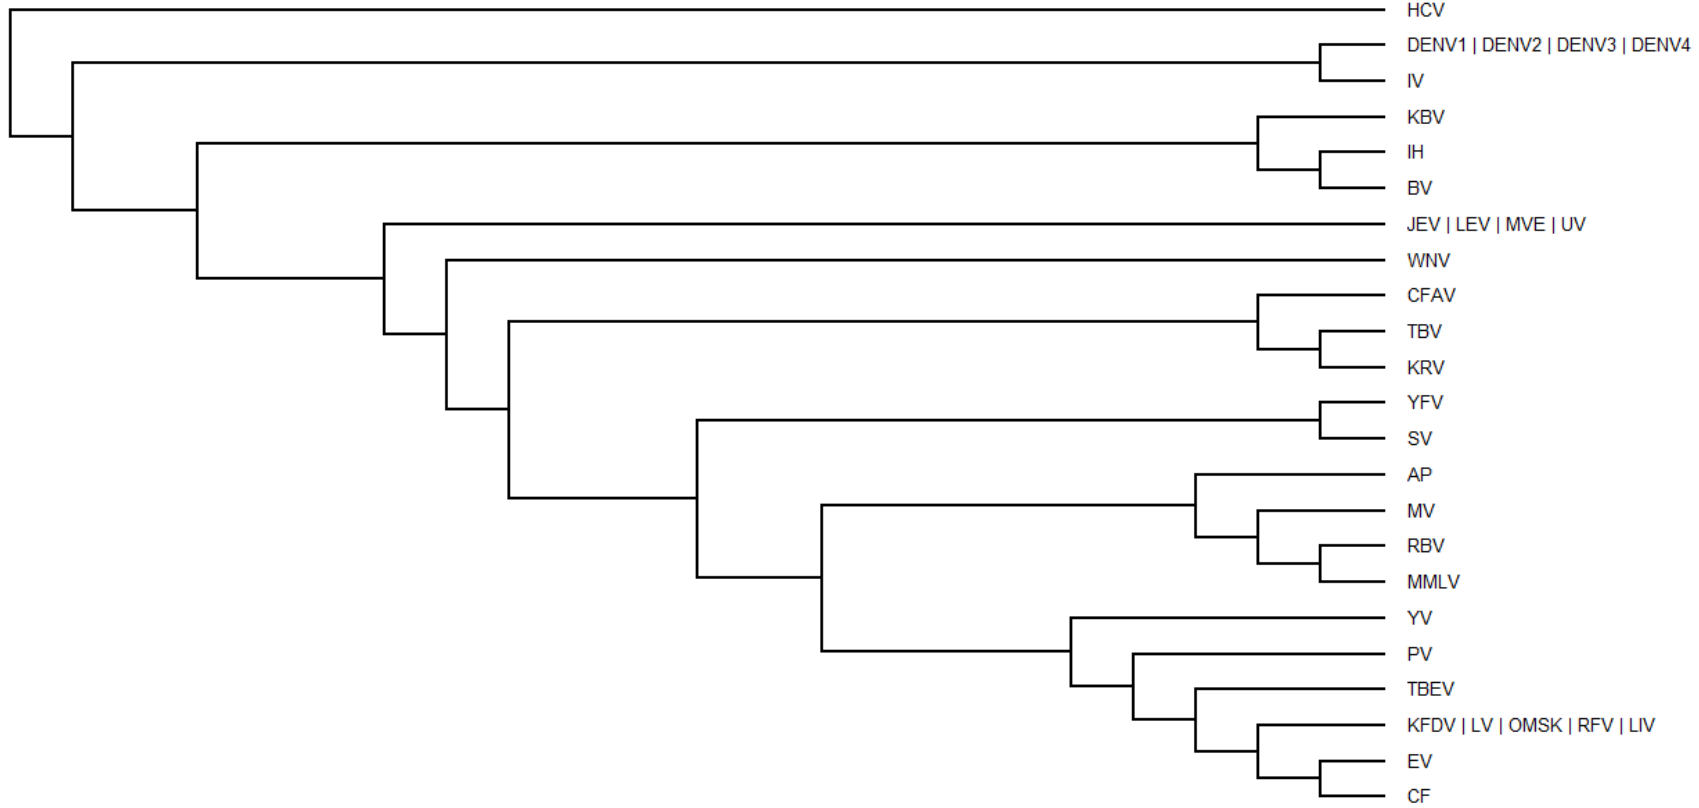 HCV
DENV1 | DENV2 | DENV3 | DENV4
IV
KBV
IH
BV
JEV | LEV | MVE | UV
WNV
CFAV
TBV
KRV
YFV
SV
AP
MV
RBV
MMLV
YV
PV
TBEV
KFDV | LV | OMSK | RFV | LIV
EV
CF